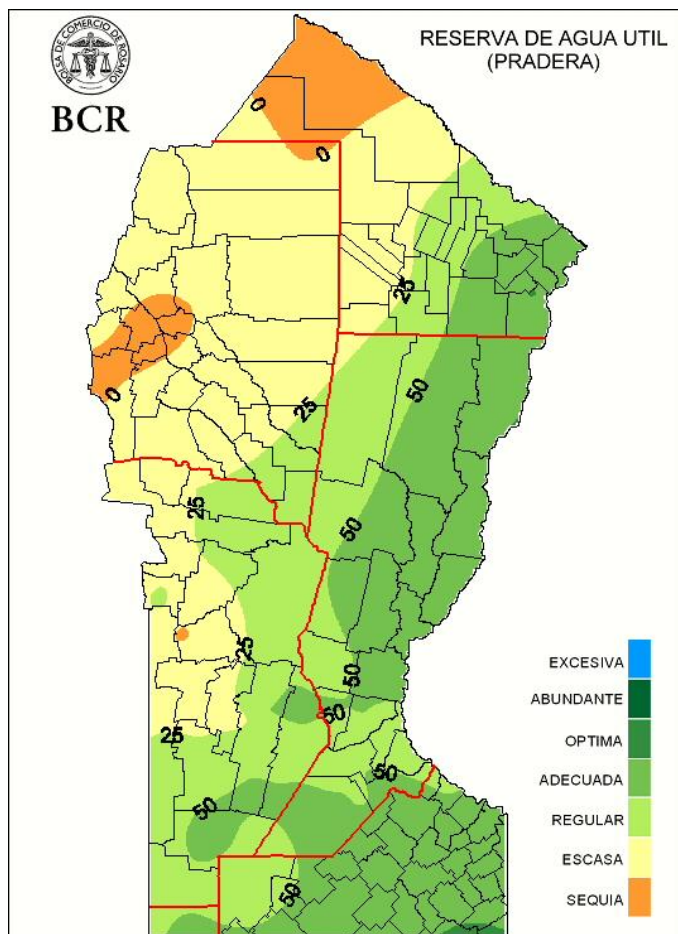 BOLSA DE COMERCIO DE ROSARIO
BCR
RESERVA DE AGUA UTIL
(PRADERA)
0
0
25
0
25
50
25
50
25
50
50
25
50
50
50
EXCESIVA
ABUNDANTE
OPTIMA
ADECUADA
REGULAR
ESCASA
SEQUIA